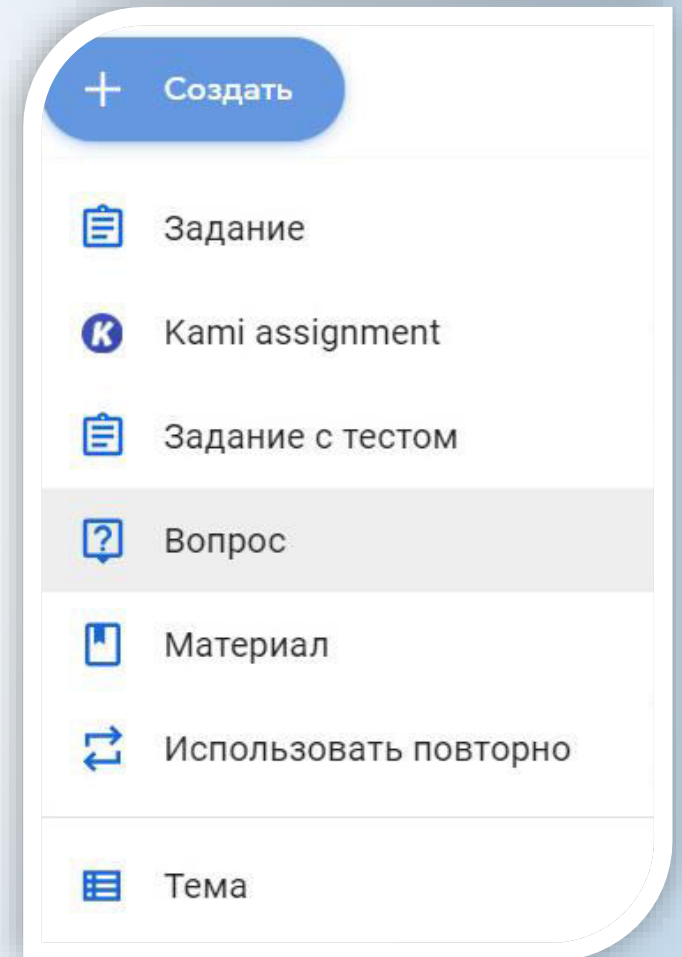 Создать
Задание
Kami assignment
Задание с тестом
Вопрос
Материал
Использовать повторно
Тема